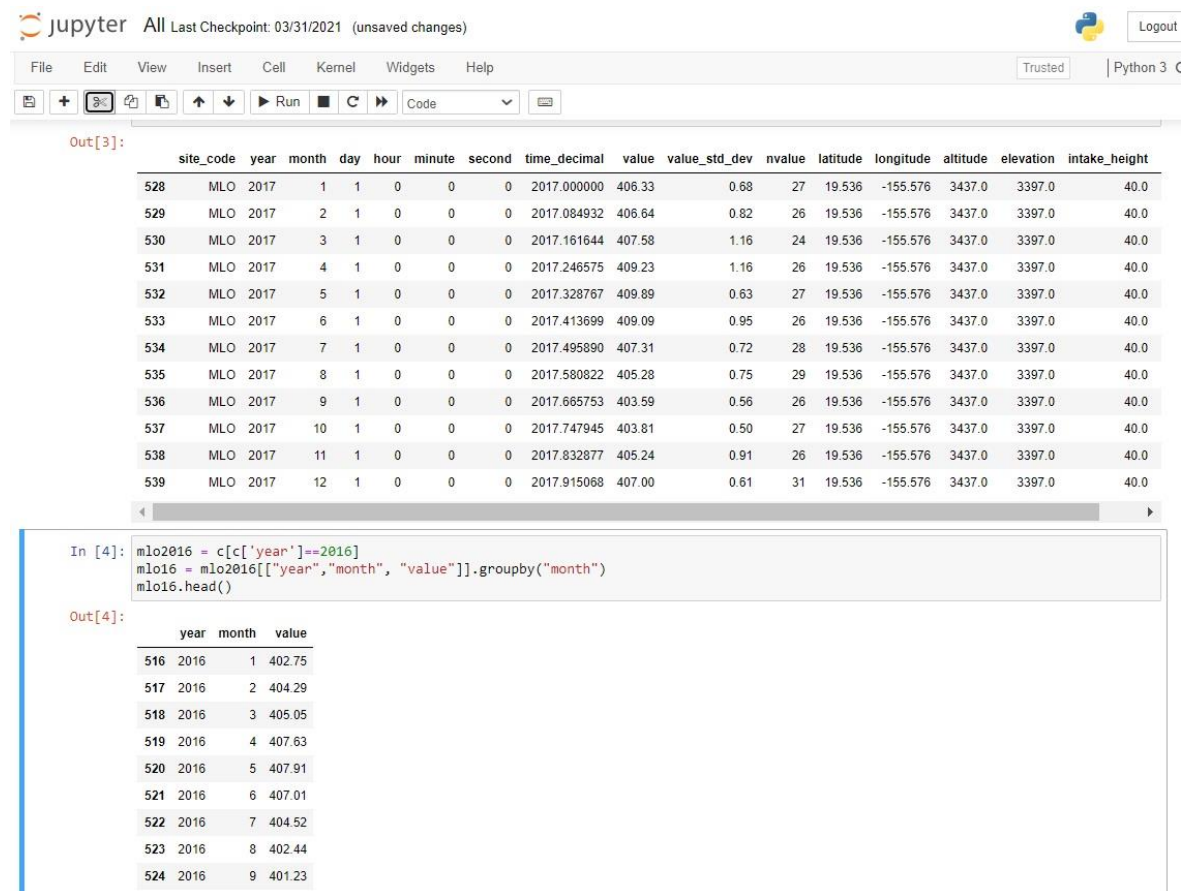 jupyter All Last Checkpoint: 03/31/2021 (unsaved changes) Logout
File Edit View Insert Cell Kernel Widgets Help Trusted Python 3
Run Code
Out[3]:
site_code year month day hour minute second time_decimal value value_std_dev nvalue latitude longitude altitude elevation intake_height
528 MLO 2017 1 1 0 0 0 2017.000000 406.33 0.68 27 19.536 -155.576 3437.0 3397.0 40.0
529 MLO 2017 2 1 0 0 0 2017.084932 406.64 0.82 26 19.536 -155.576 3437.0 3397.0 40.0
530 MLO 2017 3 1 0 0 0 2017.161644 407.58 1.16 24 19.536 -155.576 3437.0 3397.0 40.0
531 MLO 2017 4 1 0 0 0 2017.246575 409.23 1.16 26 19.536 -155.576 3437.0 3397.0 40.0
532 MLO 2017 5 1 0 0 0 2017.328767 409.89 0.63 27 19.536 -155.576 3437.0 3397.0 40.0
533 MLO 2017 6 1 0 0 0 2017.413699 409.09 0.95 26 19.536 -155.576 3437.0 3397.0 40.0
534 MLO 2017 7 1 0 0 0 2017.495890 407.31 0.72 28 19.536 -155.576 3437.0 3397.0 40.0
535 MLO 2017 8 1 0 0 0 2017.580822 405.28 0.75 29 19.536 -155.576 3437.0 3397.0 40.0
536 MLO 2017 9 1 0 0 0 2017.665753 403.59 0.56 26 19.536 -155.576 3437.0 3397.0 40.0
537 MLO 2017 10 1 0 0 0 2017.747945 403.81 0.50 27 19.536 -155.576 3437.0 3397.0 40.0
538 MLO 2017 11 1 0 0 0 2017.832877 405.24 0.91 26 19.536 -155.576 3437.0 3397.0 40.0
539 MLO 2017 12 1 0 0 0 2017.915068 407.00 0.61 31 19.536 -155.576 3437.0 3397.0 40.0
In [4]: mlo2016 = c[c['year']==2016]
mlo16 = mlo2016[["year","month", "value"]].groupby("month")
mlo16.head()
Out[4]:
year month value
516 2016 1 402.75
517 2016 2 404.29
518 2016 3 405.05
519 2016 4 407.63
520 2016 5 407.91
521 2016 6 407.01
522 2016 7 404.52
523 2016 8 402.44
524 2016 9 401.23